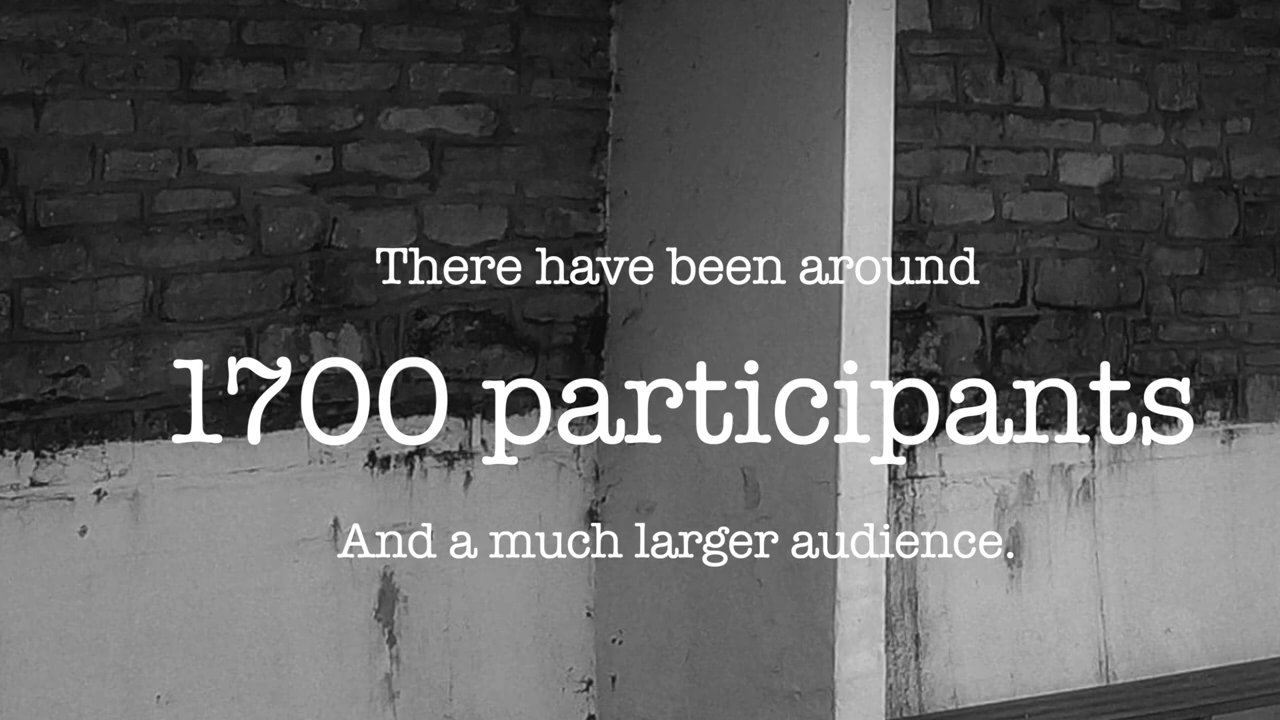 There have been around
1700 participants
And a much larger audience.